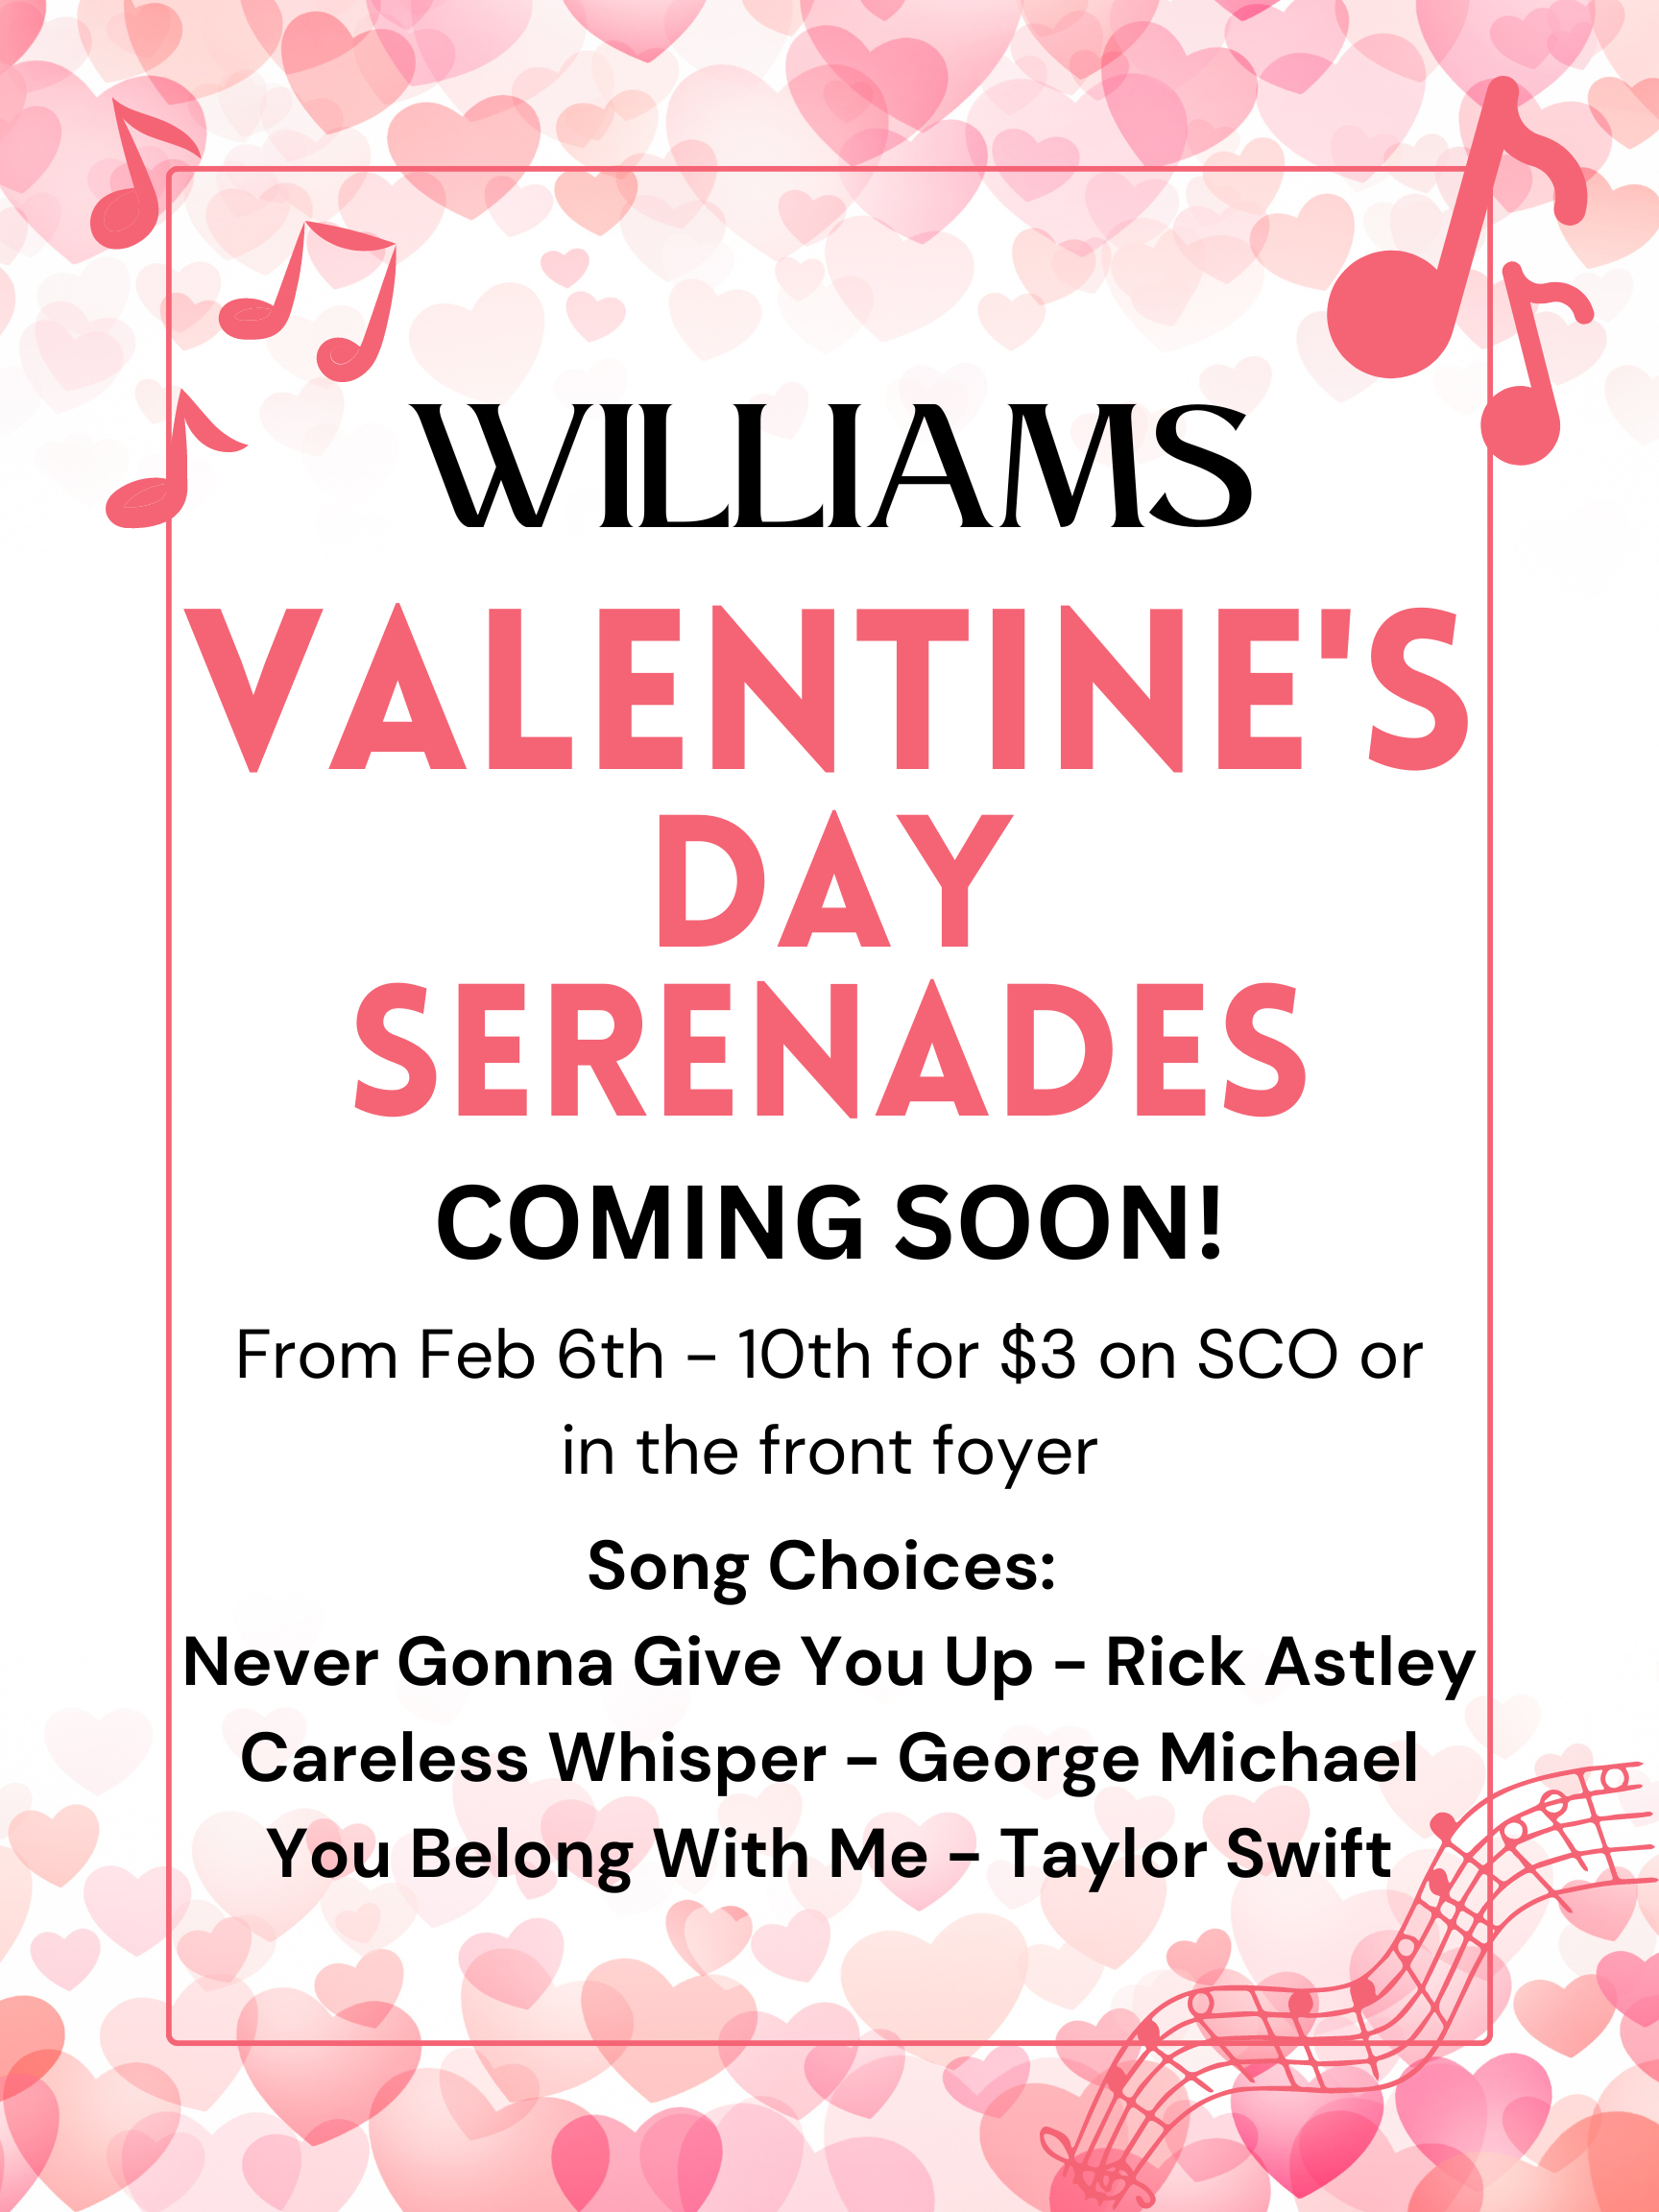 WILLIAMS
VALENTINE'S
DAY
SERENADES
COMING SOON!
From Feb 6th - 10th for $3 on SCO or
in the front foyer
Song Choices:
Never Gonna Give You Up - Rick Astley
Careless Whisper - George Michael
You Belong With Me - Taylor Swift